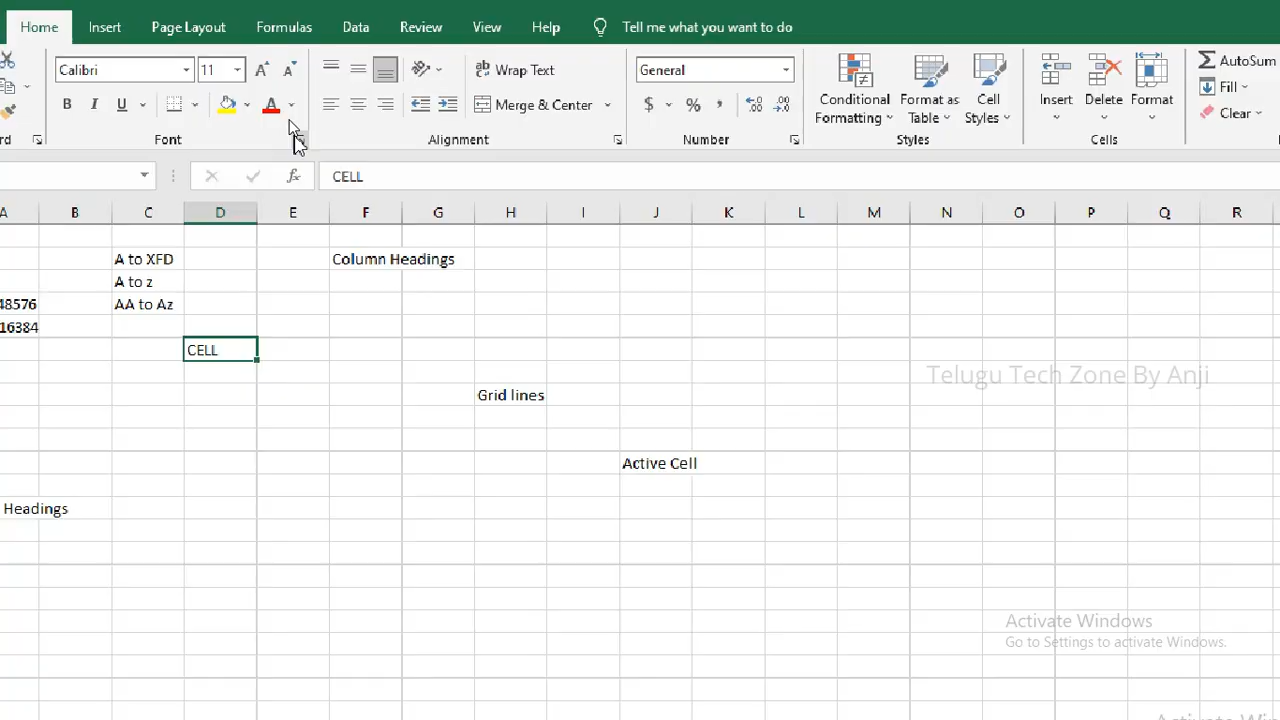 Home Insert Page Layout Formulas Data Review View Help Tell me what you want to do
Calibri 11 A A Wrap Text General Conditional Formatting Format as Table Cell Styles Insert Delete Format AutoSum
Fill
B I U A Merge & Center $ % , Clear
rd Font Alignment Number Styles Cells
fx CELL
A B C D E F G H I J K L M N O P Q R
A to XFD Column Headings
A to z
48576 AA to Az
16384
CELL
Telugu Tech Zone By Anji
Grid lines
Active Cell
Headings
Activate Windows
Go to Settings to activate Windows.